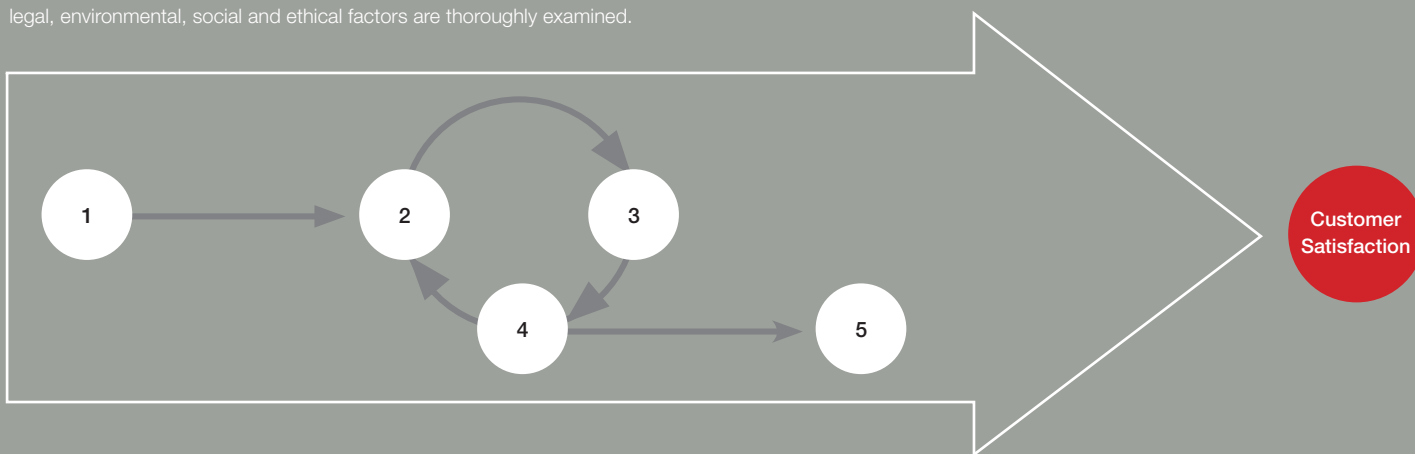 legal, environmental, social and ethical factors are thoroughly examined.
1
2
3
4
5
Customer
Satisfaction